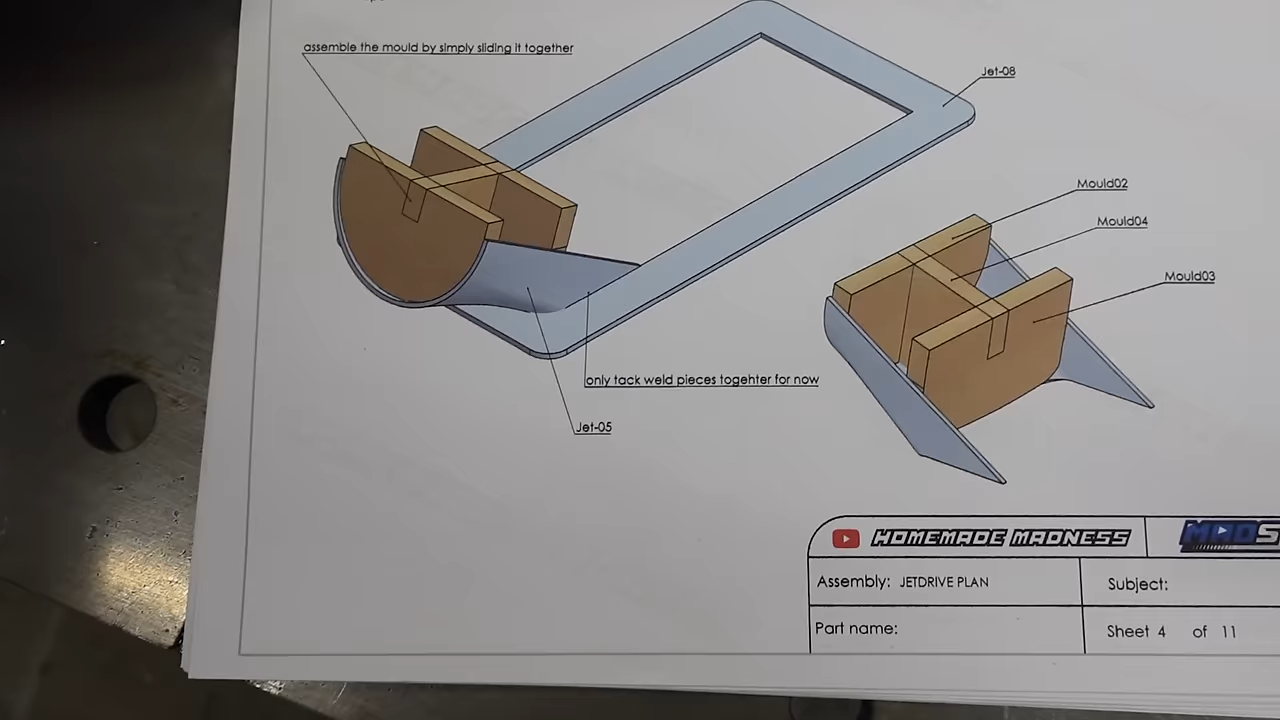 assemble the mould by simply sliding it together
Jet-08
Mould02
Mould04
Mould03
only tack weld pieces togehter for now
Jet-05
HOMEMADE MADNESS
Assembly: JETDRIVE PLAN
Subject:
Part name:
Sheet 4 of 11